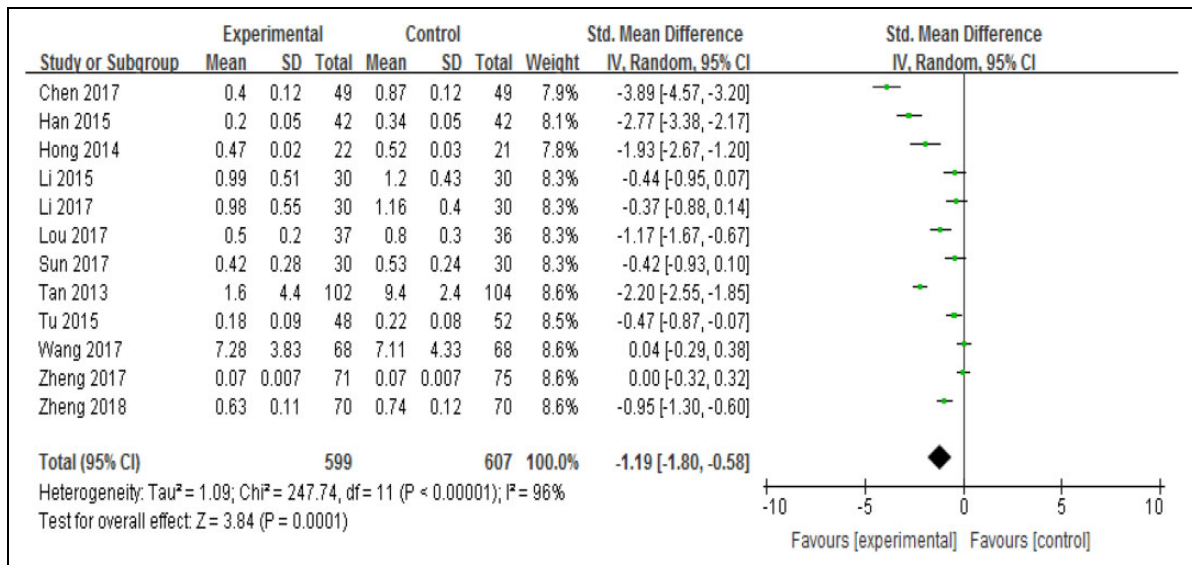 Experimental Control Std. Mean Difference Std. Mean Difference
Study or Subgroup Mean SD Total Mean SD Total Weight IV, Random, 95% CI IV, Random, 95% CI
Chen 2017 0.4 0.12 49 0.87 0.12 49 7.9% -3.89 [-4.57, -3.20]
Han 2015 0.2 0.05 42 0.34 0.05 42 8.1% -2.77 [-3.38, -2.17]
Hong 2014 0.47 0.02 22 0.52 0.03 21 7.8% -1.93 [-2.67, -1.20]
Li 2015 0.99 0.51 30 1.2 0.43 30 8.3% -0.44 [-0.95, 0.07]
Li 2017 0.98 0.55 30 1.16 0.4 30 8.3% -0.37 [-0.88, 0.14]
Lou 2017 0.5 0.2 37 0.8 0.3 36 8.3% -1.17 [-1.67, -0.67]
Sun 2017 0.42 0.28 30 0.53 0.24 30 8.3% -0.42 [-0.93, 0.10]
Tan 2013 1.6 4.4 102 9.4 2.4 104 8.6% -2.20 [-2.55, -1.85]
Tu 2015 0.18 0.09 48 0.22 0.08 52 8.5% -0.47 [-0.87, -0.07]
Wang 2017 7.28 3.83 68 7.11 4.33 68 8.6% 0.04 [-0.29, 0.38]
Zheng 2017 0.07 0.007 71 0.07 0.007 75 8.6% 0.00 [-0.32, 0.32]
Zheng 2018 0.63 0.11 70 0.74 0.12 70 8.6% -0.95 [-1.30, -0.60]
Total (95% CI) 599 607 100.0% -1.19 [-1.80, -0.58]
Heterogeneity: Tau² = 1.09; Chi² = 247.74, df = 11 (P < 0.00001); I² = 96%
Test for overall effect: Z = 3.84 (P = 0.0001)
-10 -5 0 5 10
Favours [experimental] Favours [control]